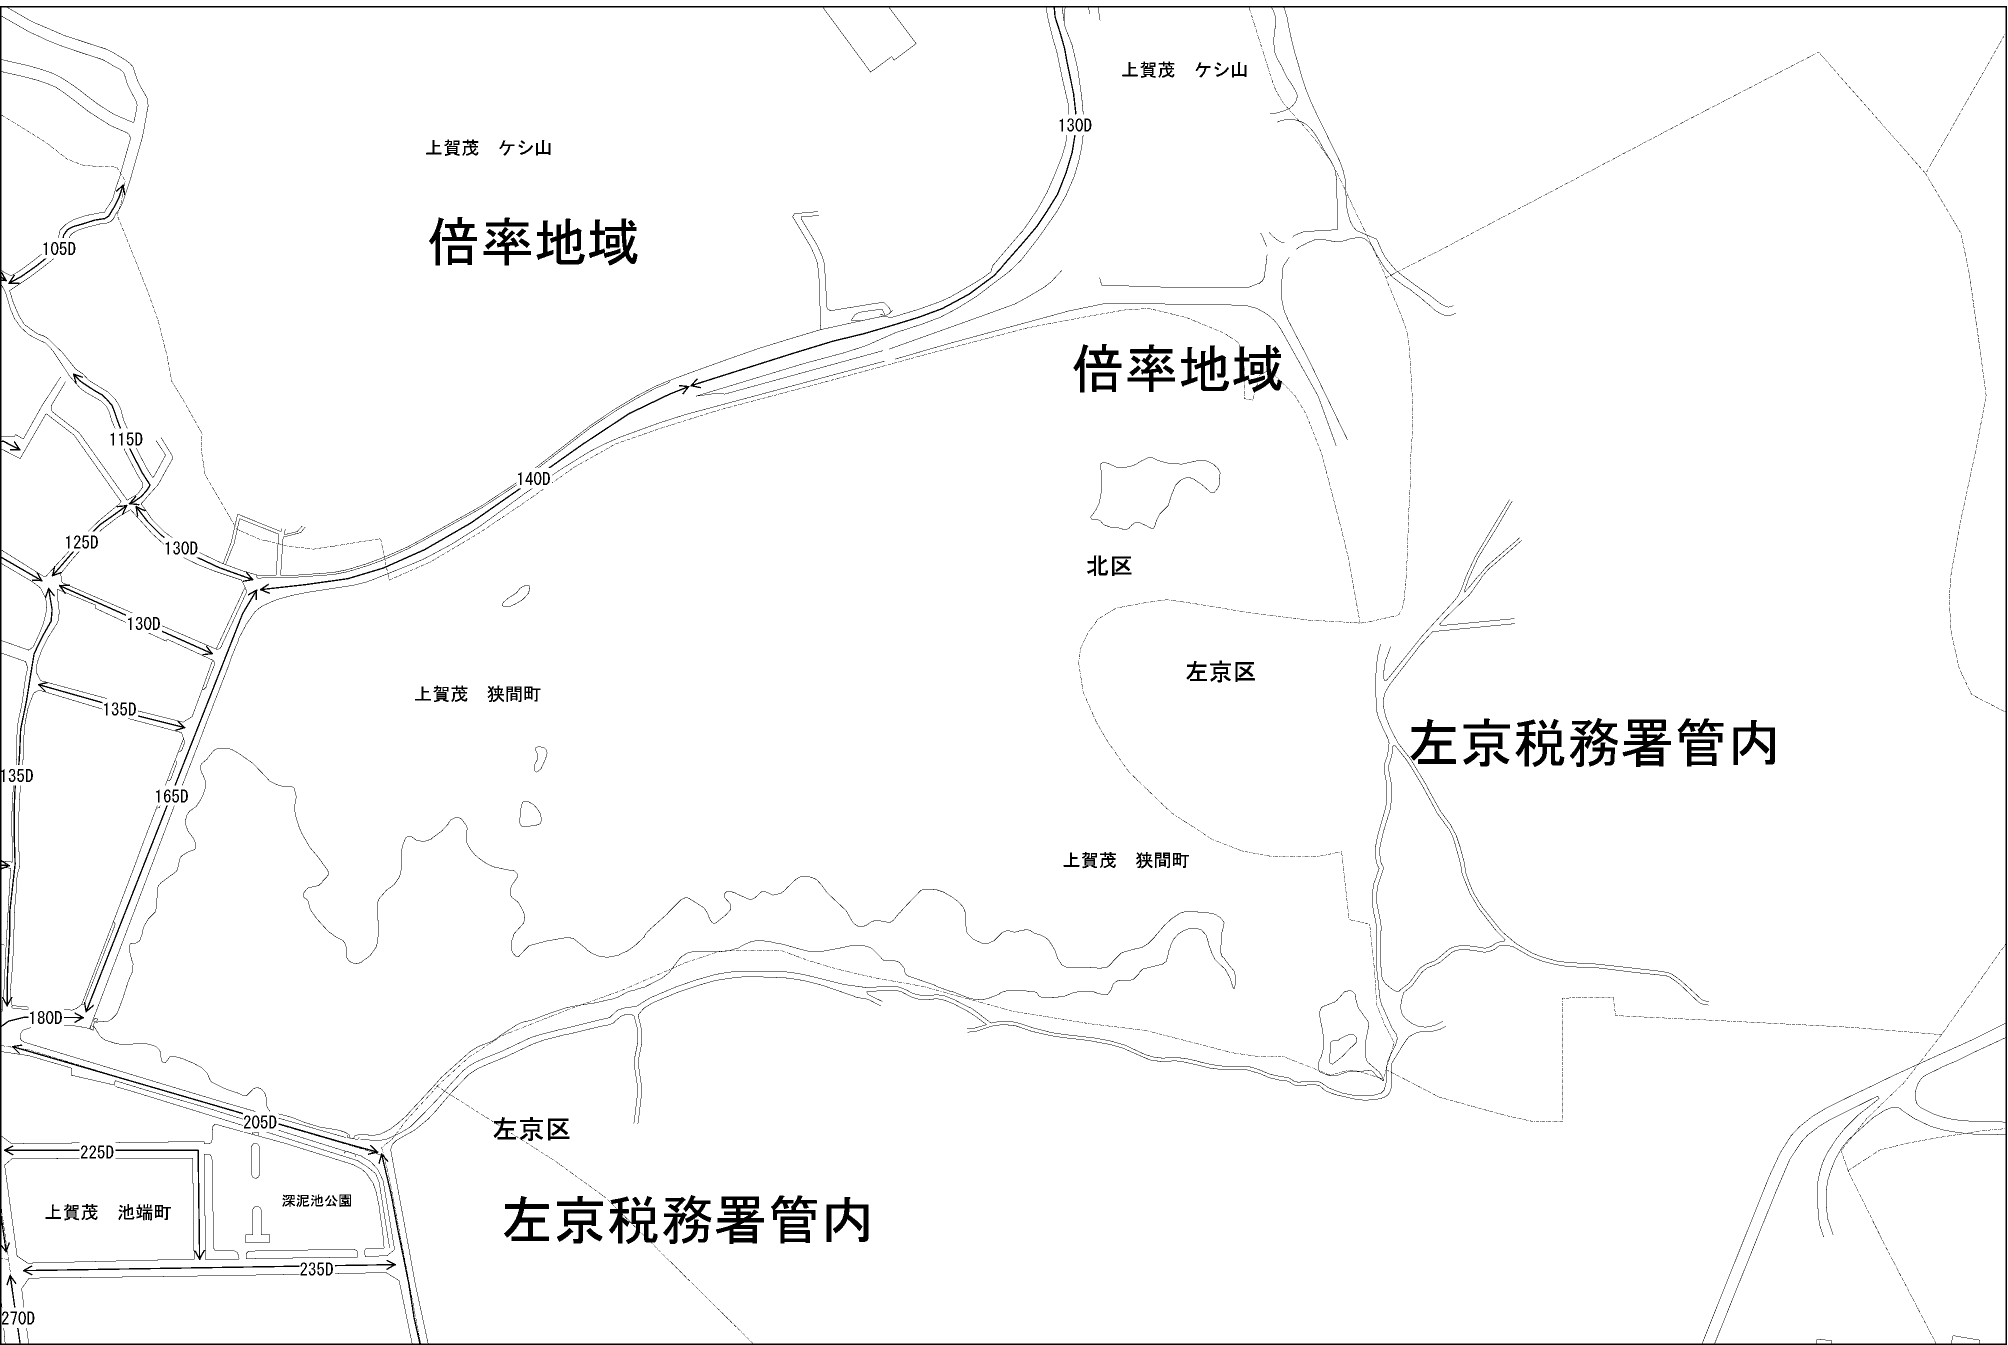 上賀茂　ケシ山
130D
上賀茂　ケシ山
倍率地域
105D
倍率地域
115D
140D
125D
130D
北区
130D
左京区
上賀茂　狭間町
135D
左京税務署管内
135D
165D
上賀茂　狭間町
180D
205D
左京区
225D
深泥池公園
上賀茂　池端町
左京税務署管内
235D
270D